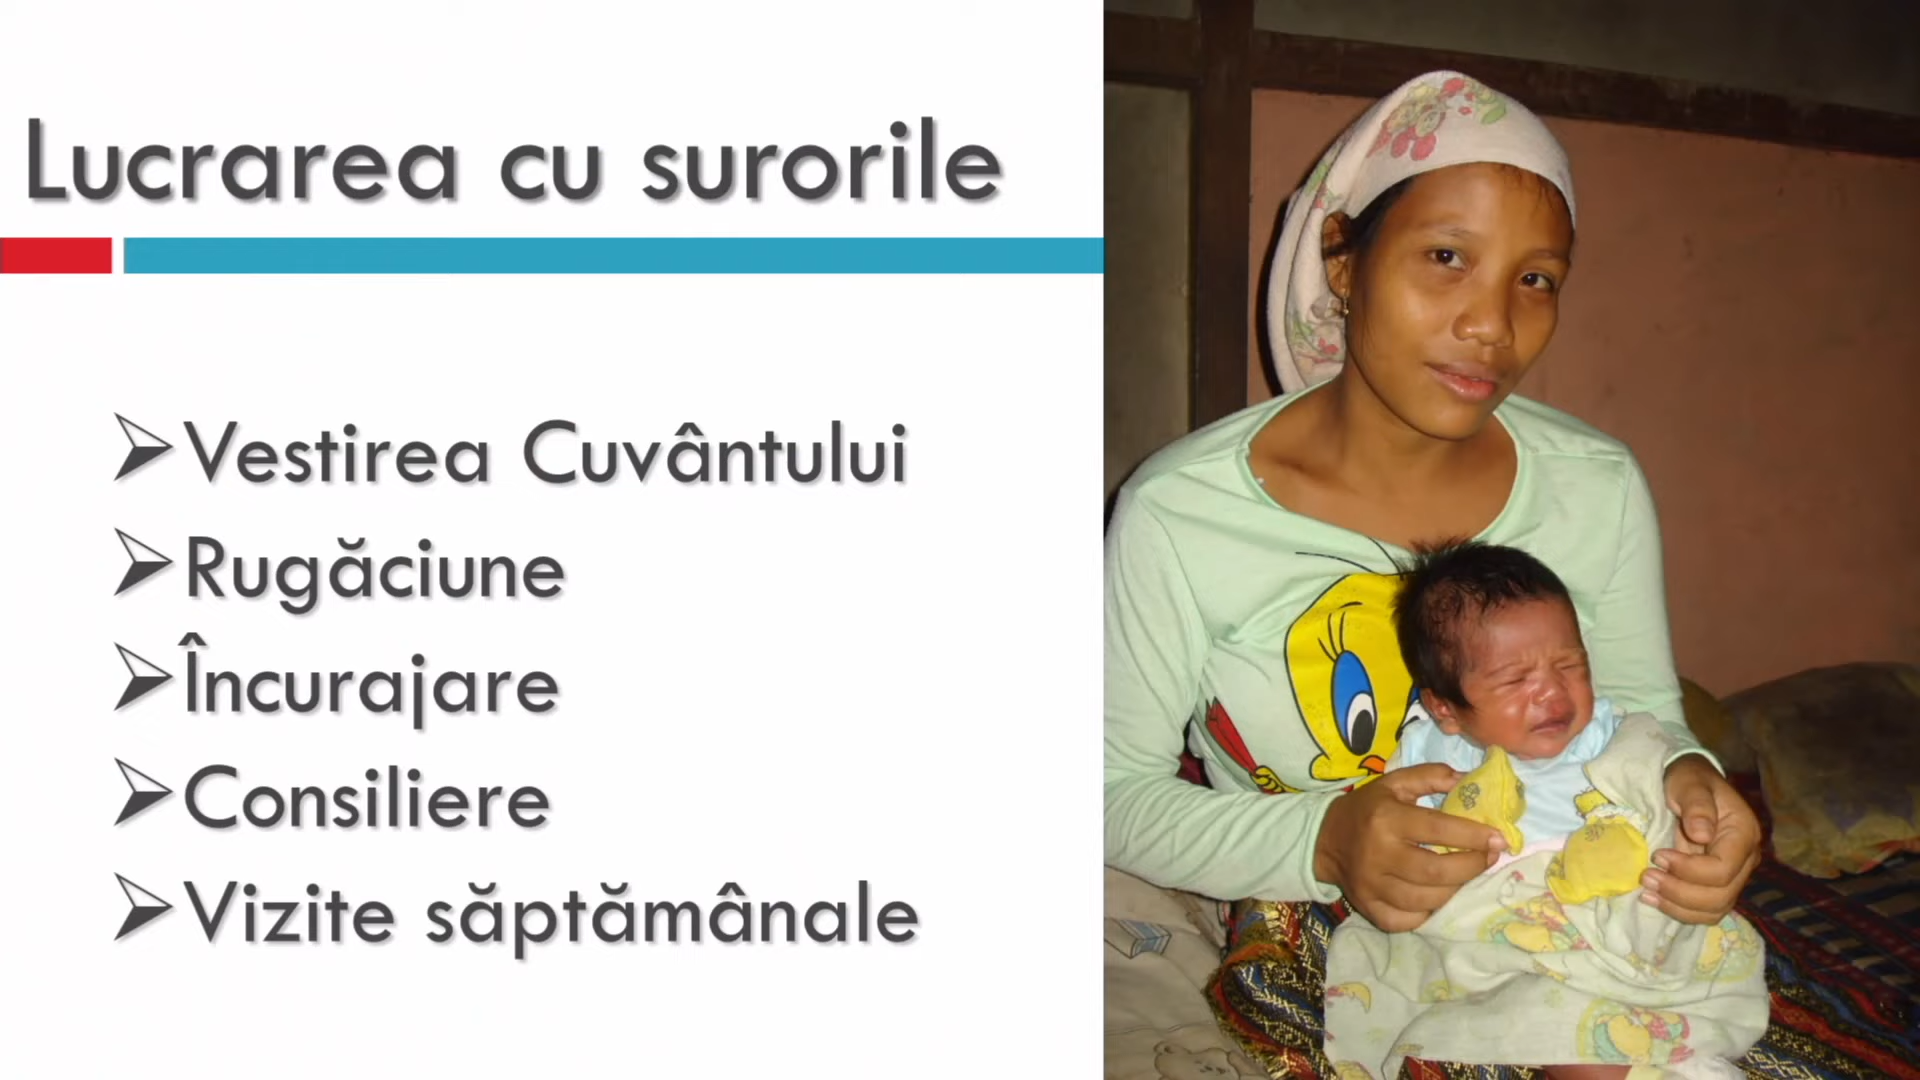 Lucrarea cu surorile
Vestirea Cuvântului
Rugăciune
Încurajare
Consiliere
Vizite săptămânale